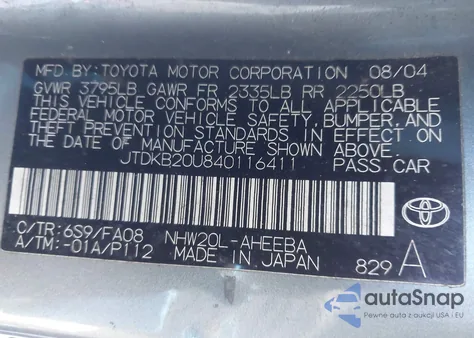 MFD BY: TOYOTA MOTOR CORPORATION 08/04
GVWR 3795LB GAWR FR 2335LB RR 2250LB
THIS VEHICLE CONFORMS TO ALL APPLICABLE
FEDERAL MOTOR VEHICLE SAFETY, BUMPER, AND
THEFT PREVENTION STANDARDS IN EFFECT ON
THE DATE OF MANUFACTURE SHOWN ABOVE.
JTDKB20U840116411 PASS. CAR
C/TR: 6S9/FA08 NHW20L-AHEEBA
A/TM: -01A/P112 MADE IN JAPAN 829 A
TOYOTA
autoSnap
Pewne auta z aukcji USA i EU